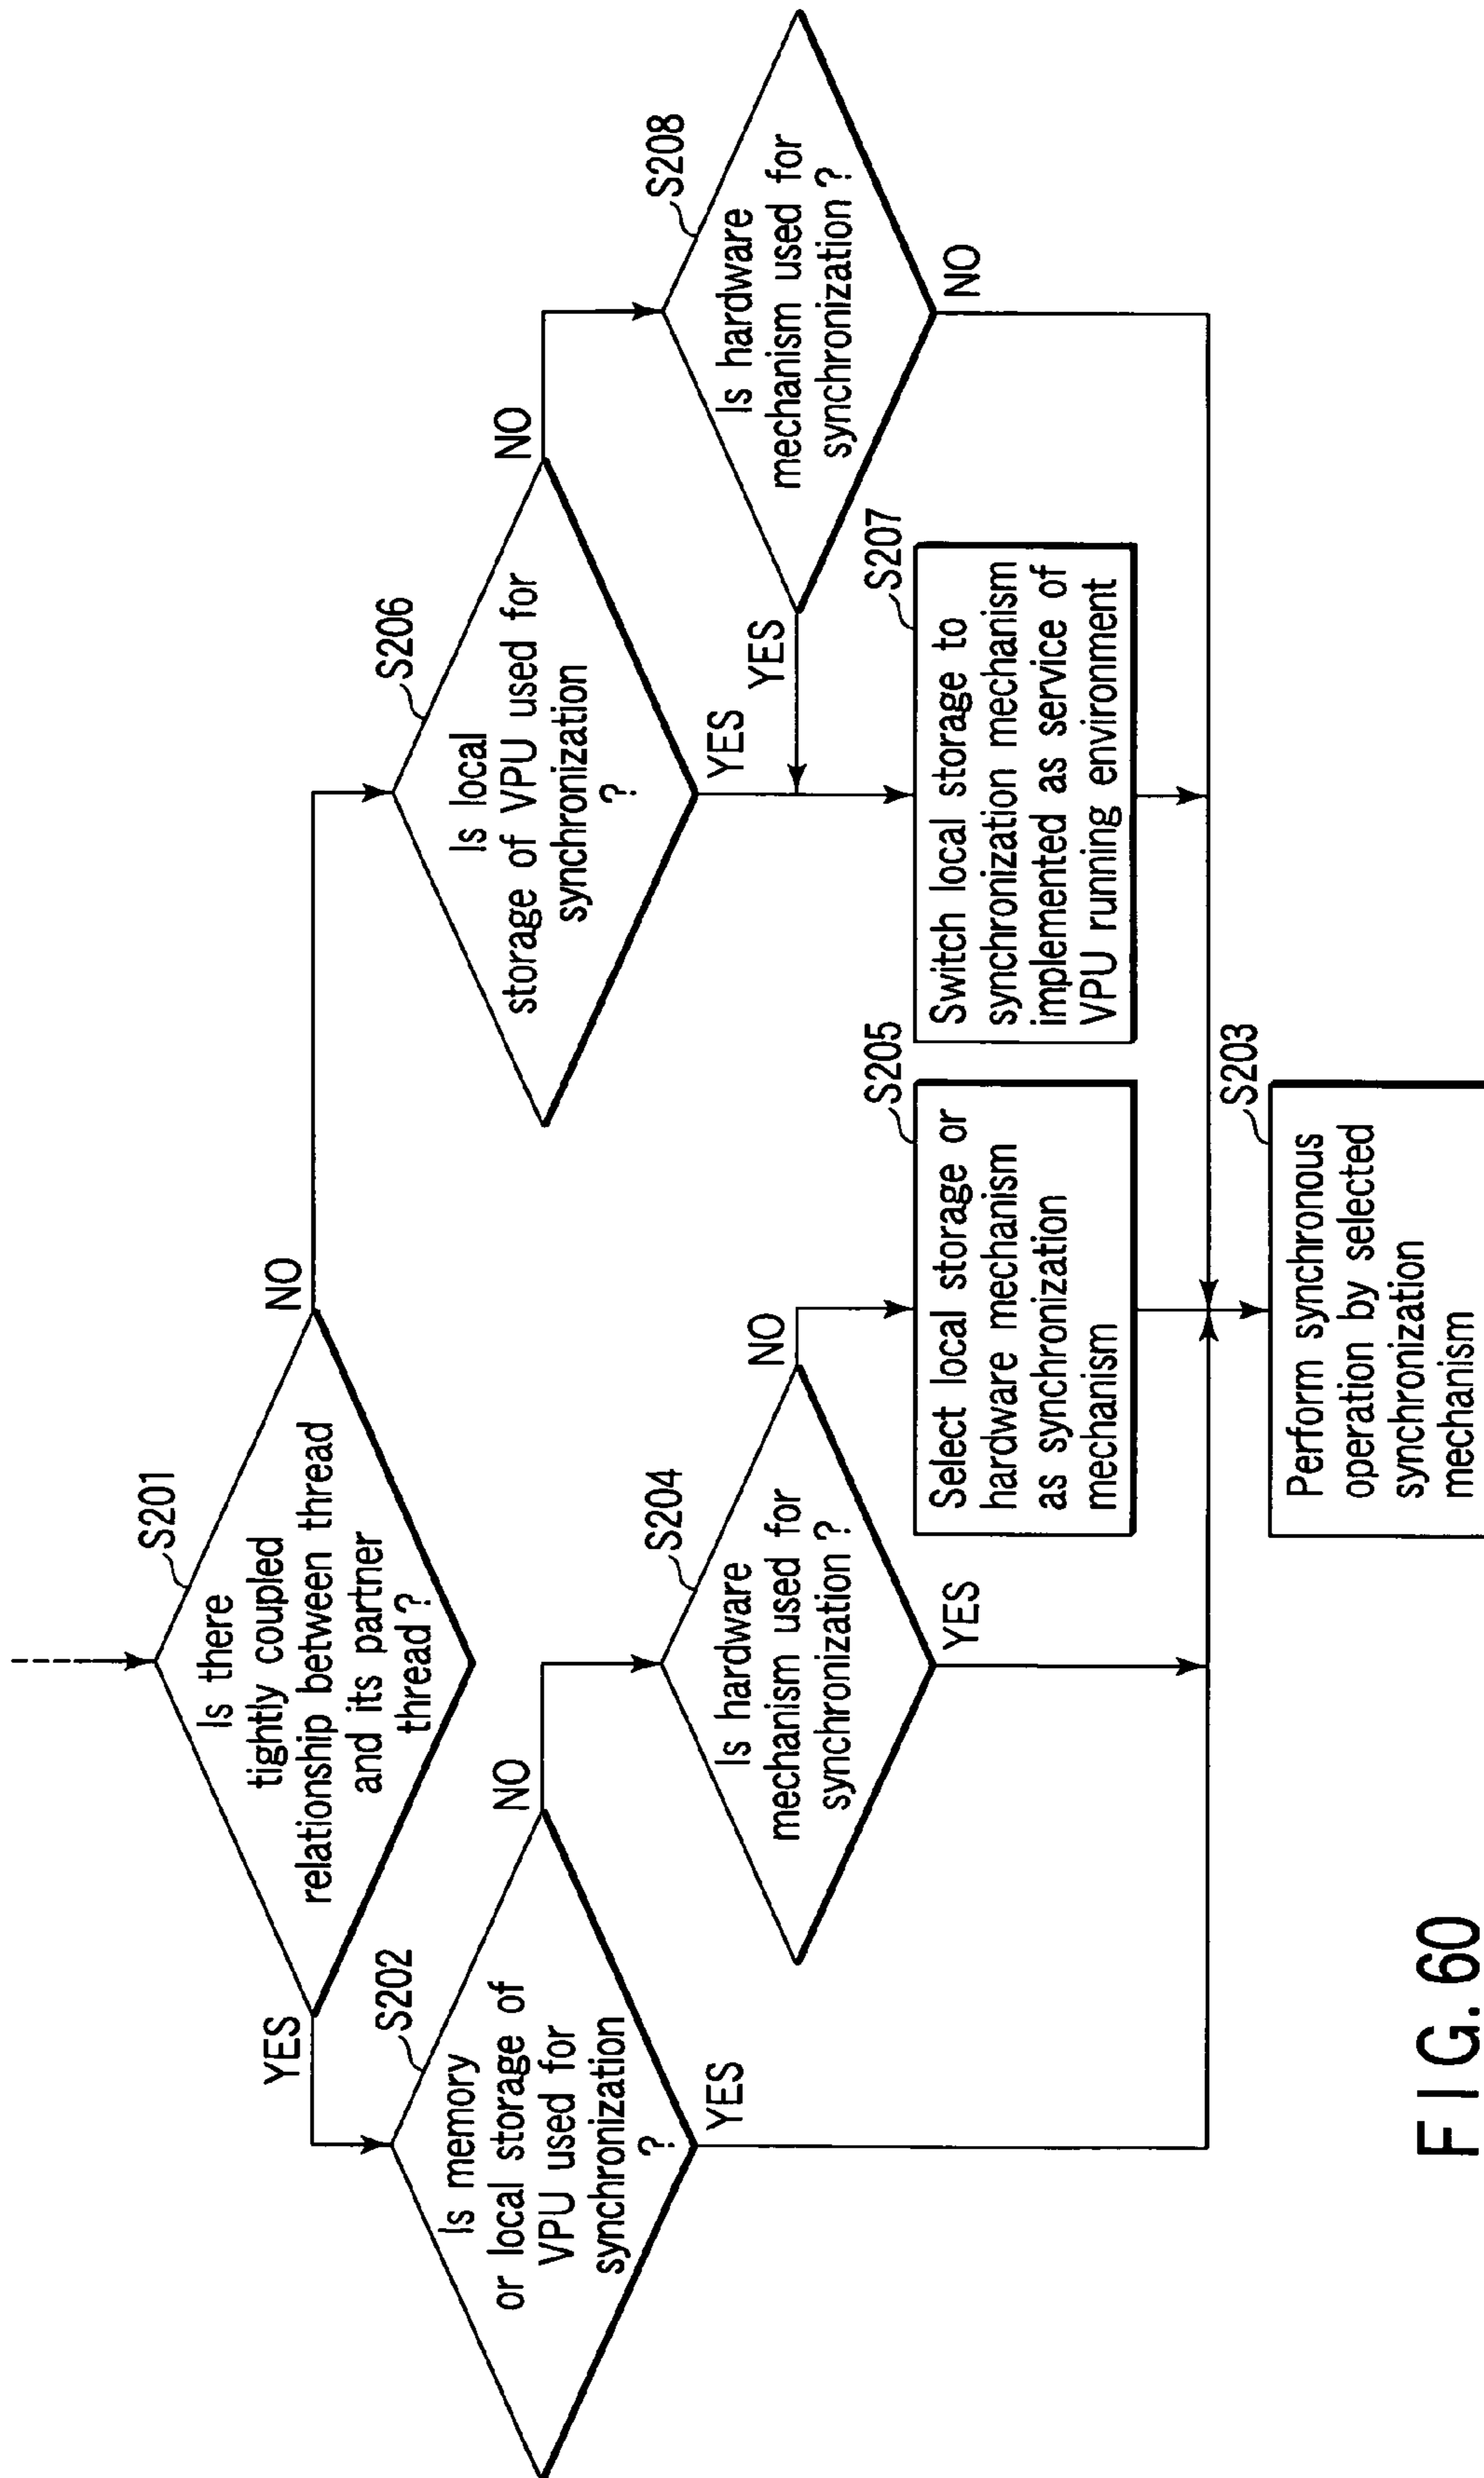 S201
Is there
tightly coupled
relationship between thread
and its partner
thread ?
YES
NO
S202
Is memory
or local storage of
VPU used for
synchronization
?
NO
YES
S206
Is local
storage of VPU used for
synchronization
?
NO
YES
S204
Is hardware
mechanism used for
synchronization ?
NO
YES
S208
Is hardware
mechanism used for
synchronization ?
YES
NO
S205
Select local storage or
hardware mechanism
as synchronization
mechanism
S207
Switch local storage to
synchronization mechanism
implemented as service of
VPU running environment
S203
Perform synchronous
operation by selected
synchronization
mechanism
FIG. 60